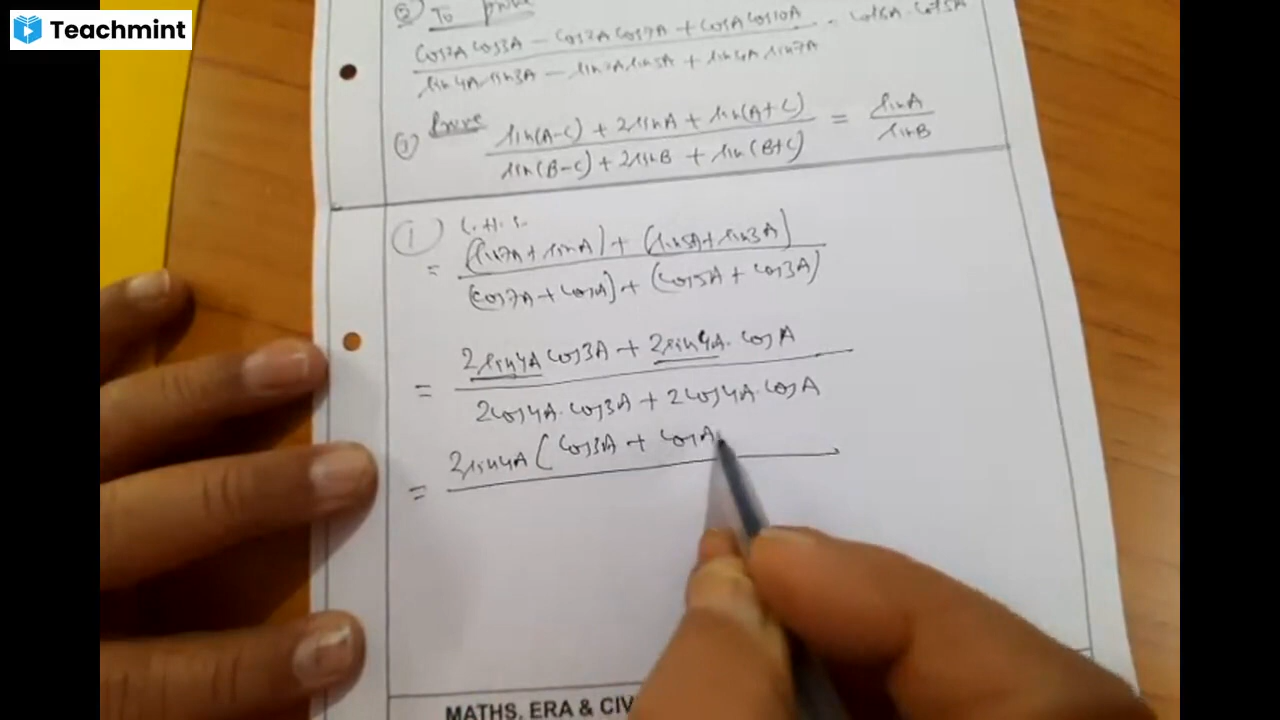 Teachmint
② To prove
Cos2A Cos3A - Cos2A Cos7A + CosA Cos10A
sin4A sin3A - sin2A sin5A + sin4A sin7A
③ Prove sin(A-C) + 2sinA + sin(A+C) = sinA
sin(B-C) + 2sinB + sin(B+C) sinB
① L.H.S.
= (sin7A + sinA) + (sin5A + sin3A)
(cos7A + cosA) + (cos5A + cos3A)
= 2sin4A cos3A + 2sin4A. cosA
2cos4A. cos3A + 2cos4A. cosA
= 2sin4A (cos3A + cosA
MATHS, ERA & CIV